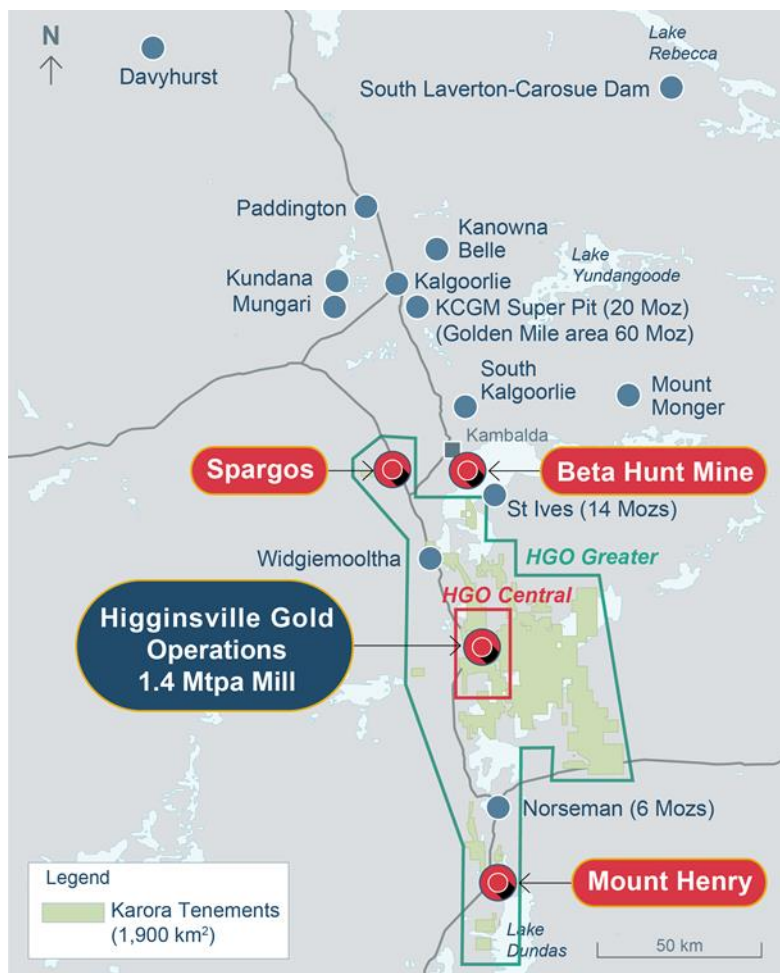 N
Lake
Rebecca
Davyhurst
South Laverton-Carosue Dam
Paddington
Kanowna
Belle
Lake
Yundangoode
Kundana
Kalgoorlie
Mungari
KCGM Super Pit (20 Moz)
(Golden Mile area 60 Moz)
South
Kalgoorlie
Mount
Monger
Kambalda
Spargos
Beta Hunt Mine
St Ives (14 Mozs)
Widgiemooltha
HGO Greater
HGO Central
Higginsville Gold
Operations
1.4 Mtpa Mill
Norseman (6 Mozs)
Mount Henry
Legend
Karora Tenements
(1,900 km²)
Lake
Dundas
50 km